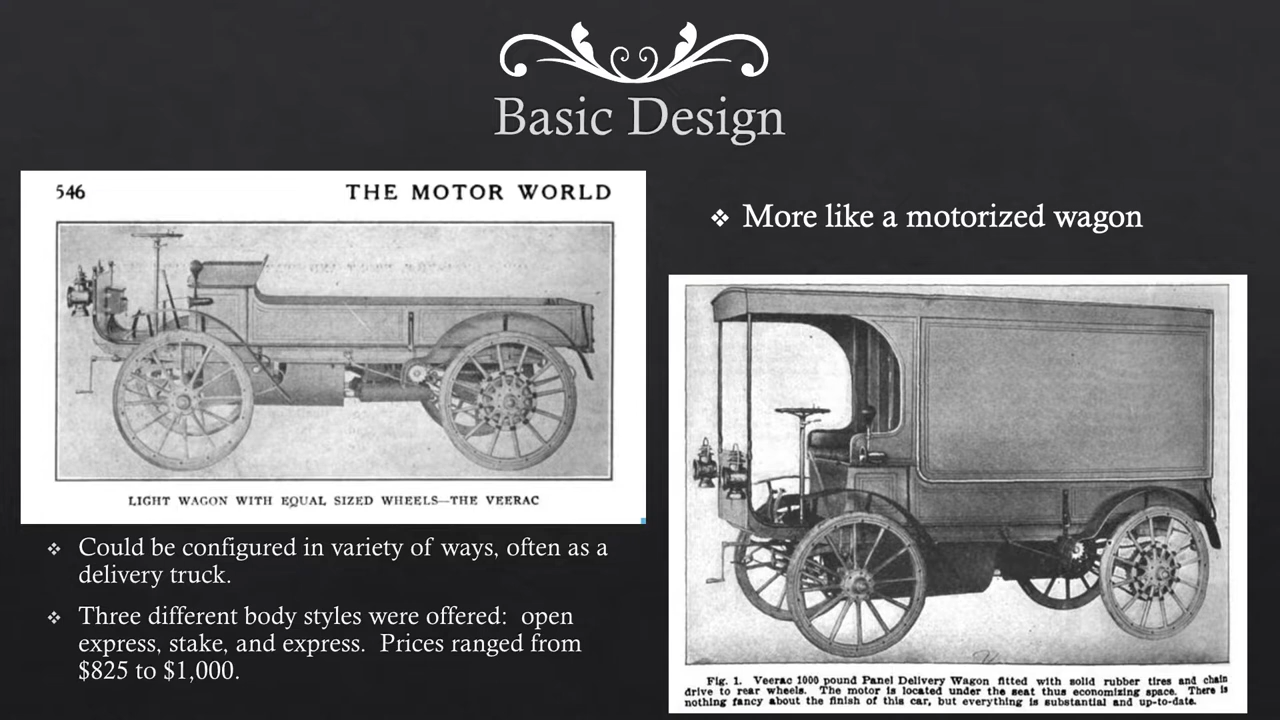 Basic Design
546 THE MOTOR WORLD
LIGHT WAGON WITH EQUAL SIZED WHEELS—THE VEERAC
❖ Could be configured in variety of ways, often as a
delivery truck.
❖ Three different body styles were offered:  open
express, stake, and express.  Prices ranged from
$825 to $1,000.
❖ More like a motorized wagon
Fig. 1. Veerac 1000 pound Panel Delivery Wagon fitted with solid rubber tires and chain
drive to rear wheels. The motor is located under the seat thus economizing space. There is
nothing fancy about the finish of this car, but everything is substantial and up-to-date.